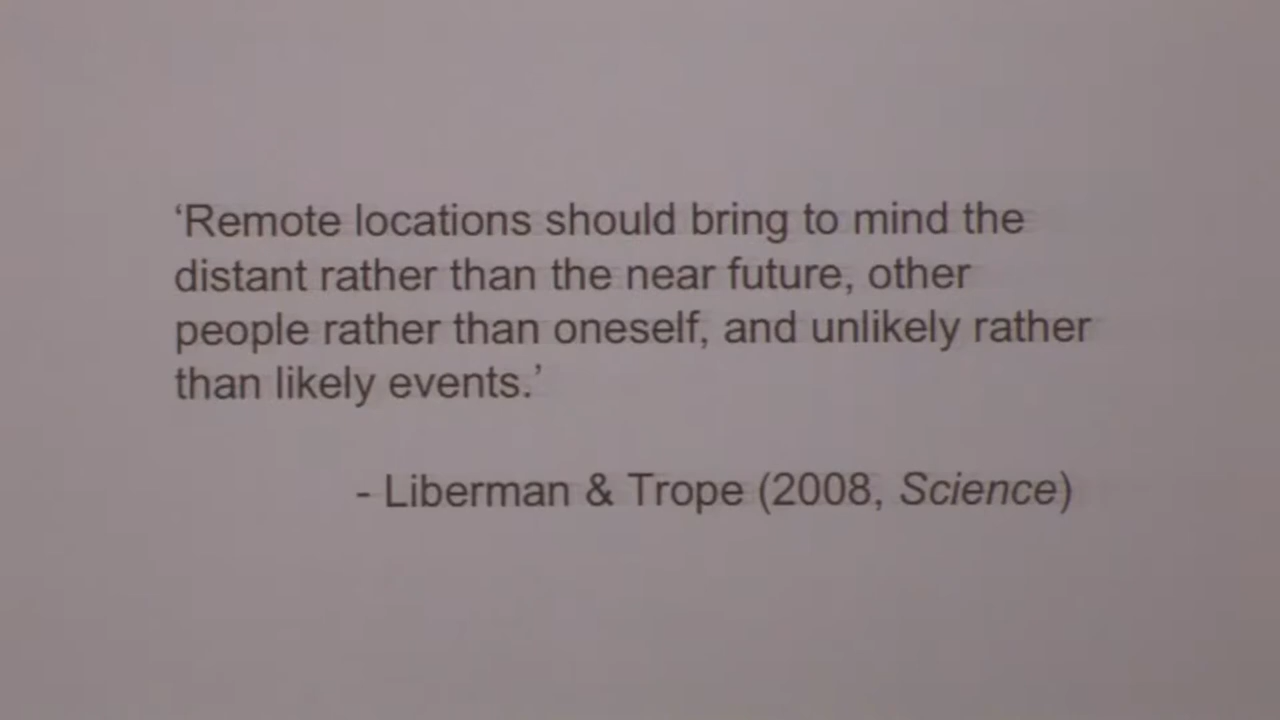 ‘Remote locations should bring to mind the
distant rather than the near future, other
people rather than oneself, and unlikely rather
than likely events.’
- Liberman & Trope (2008, Science)